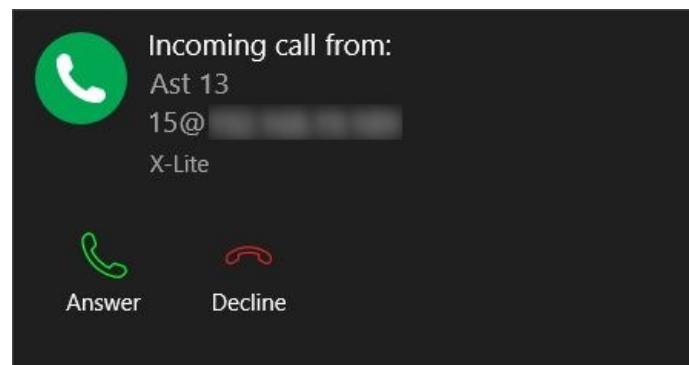 Incoming call from:
Ast 13
15@
X-Lite
Answer
Decline